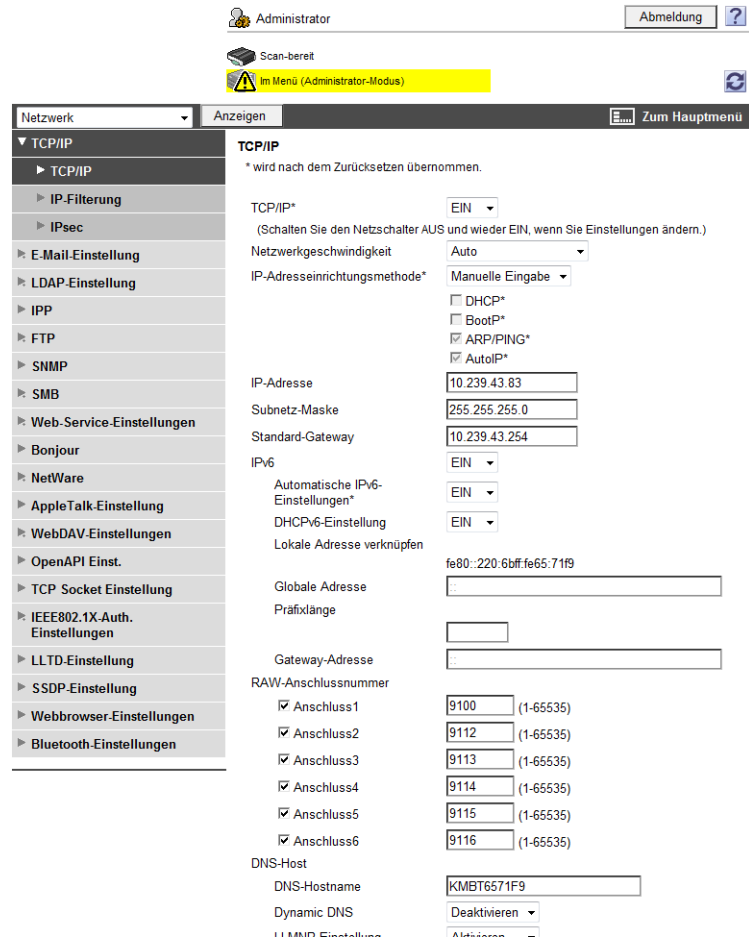 Administrator
Abmeldung
?
Scan-bereit
Im Menü (Administrator-Modus)
Netzwerk
Anzeigen
Zum Hauptmenü
TCP/IP
TCP/IP
IP-Filterung
IPsec
E-Mail-Einstellung
LDAP-Einstellung
IPP
FTP
SNMP
SMB
Web-Service-Einstellungen
Bonjour
NetWare
AppleTalk-Einstellung
WebDAV-Einstellungen
OpenAPI Einst.
TCP Socket Einstellung
IEEE802.1X-Auth.
Einstellungen
LLTD-Einstellung
SSDP-Einstellung
Webbrowser-Einstellungen
Bluetooth-Einstellungen
TCP/IP
* wird nach dem Zurücksetzen übernommen.
TCP/IP* EIN
(Schalten Sie den Netzschalter AUS und wieder EIN, wenn Sie Einstellungen ändern.)
Netzwerkgeschwindigkeit Auto
IP-Adresseinrichtungsmethode* Manuelle Eingabe
DHCP*
BootP*
ARP/PING*
AutoIP*
IP-Adresse 10.239.43.83
Subnetz-Maske 255.255.255.0
Standard-Gateway 10.239.43.254
IPv6 EIN
Automatische IPv6-
Einstellungen* EIN
DHCPv6-Einstellung EIN
Lokale Adresse verknüpfen
fe80::220:6bff:fe65:71f9
Globale Adresse ::
Präfixlänge
Gateway-Adresse ::
RAW-Anschlussnummer
Anschluss1 9100 (1-65535)
Anschluss2 9112 (1-65535)
Anschluss3 9113 (1-65535)
Anschluss4 9114 (1-65535)
Anschluss5 9115 (1-65535)
Anschluss6 9116 (1-65535)
DNS-Host
DNS-Hostname KMBT6571F9
Dynamic DNS Deaktivieren
LLMNR-Einstellung Aktivieren